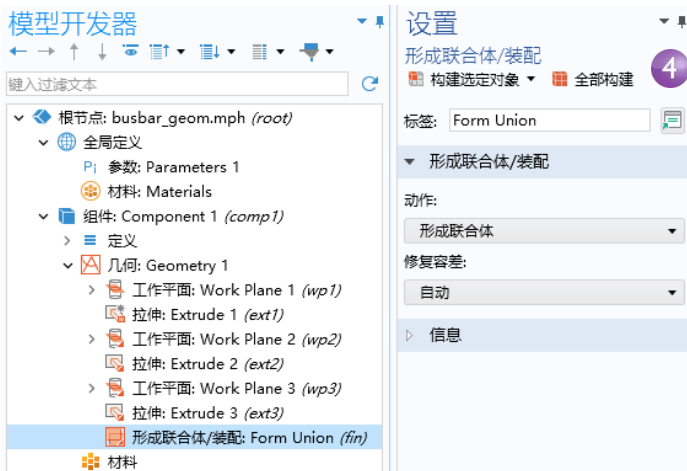 模型开发器
键入过滤文本
根节点: busbar_geom.mph (root)
全局定义
Pi 参数: Parameters 1
材料: Materials
组件: Component 1 (comp1)
定义
几何: Geometry 1
工作平面: Work Plane 1 (wp1)
拉伸: Extrude 1 (ext1)
工作平面: Work Plane 2 (wp2)
拉伸: Extrude 2 (ext2)
工作平面: Work Plane 3 (wp3)
拉伸: Extrude 3 (ext3)
形成联合体/装配: Form Union (fin)
材料
设置
形成联合体/装配
构建选定对象 全部构建
4
标签: Form Union
形成联合体/装配
动作:
形成联合体
修复容差:
自动
信息